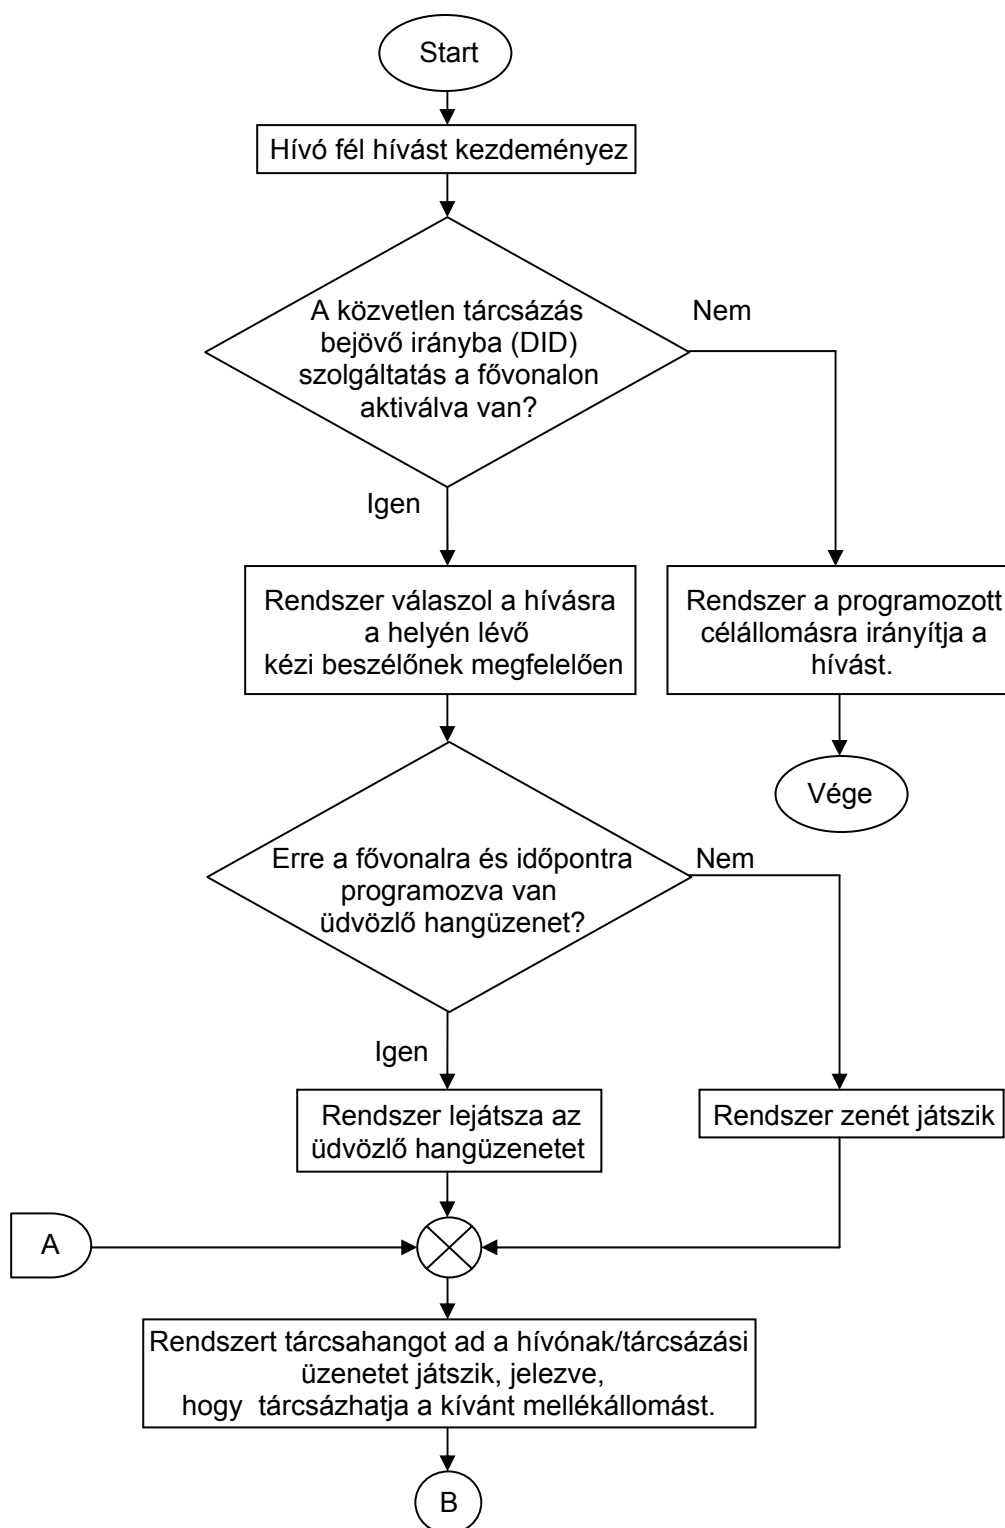 Start
Hívó fél hívást kezdeményez
A közvetlen tárcsázás
bejövő irányba (DID)
szolgáltatás a fővonalon
aktiválva van?
Nem
Igen
Rendszer válaszol a hívásra
a helyén lévő
kézi beszélőnek megfelelően
Rendszer a programozott
célállomásra irányítja a
hívást.
Vége
Erre a fővonalra és időpontra
programozva van
üdvözlő hangüzenet?
Nem
Igen
Rendszer lejátsza az
üdvözlő hangüzenetet
Rendszer zenét játszik
A
Rendszert tárcsahangot ad a hívónak/tárcsázási
üzenetet játszik, jelezve,
hogy tárcsázhatja a kívánt mellékállomást.
B